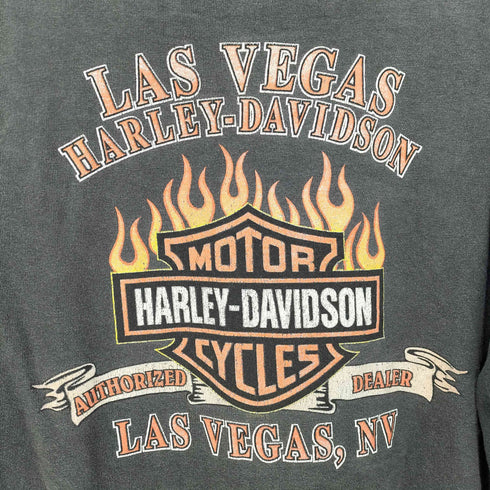 LAS VEGAS
HARLEY-DAVIDSON
MOTOR
HARLEY-DAVIDSON
CYCLES
AUTHORIZED DEALER
LAS VEGAS, NV